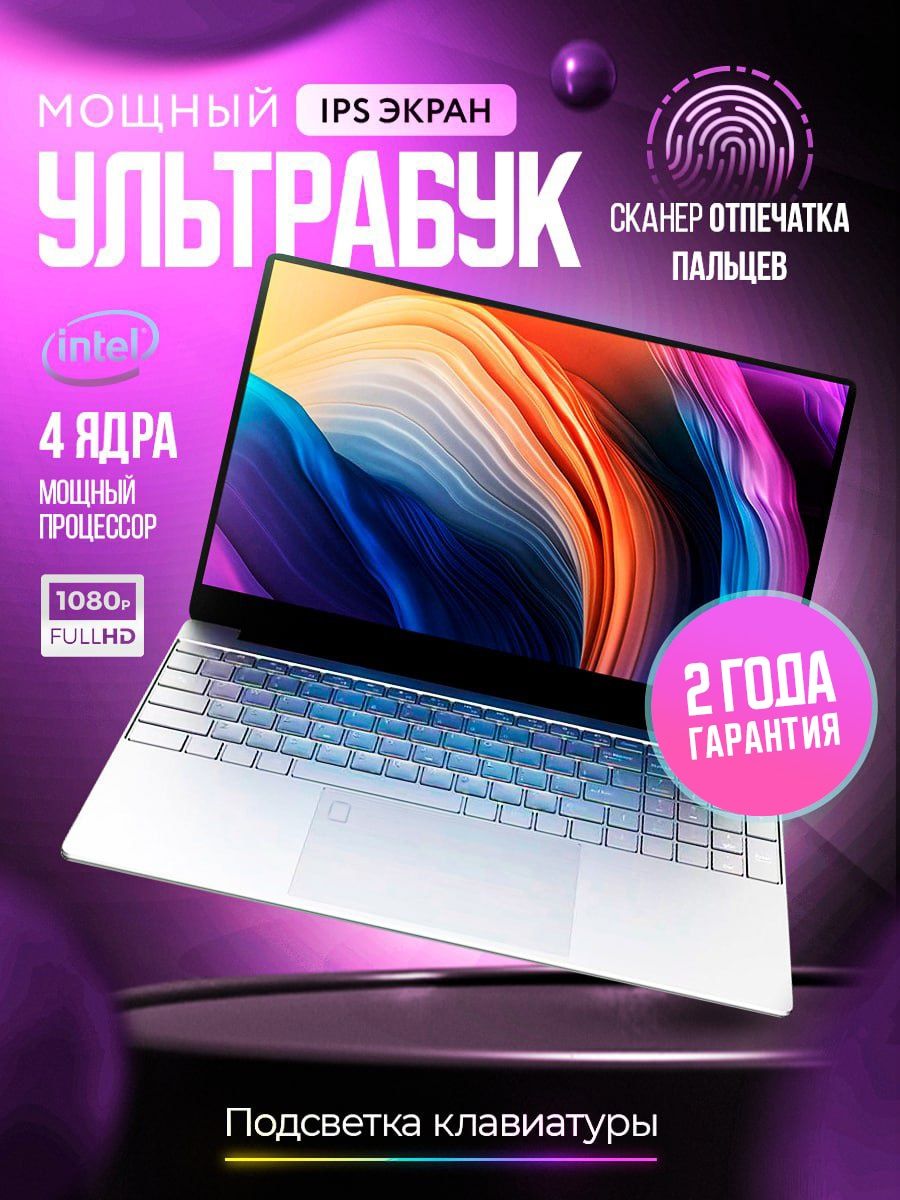 МОЩНЫЙ IPS ЭКРАН
УЛЬТРАБУК
СКАНЕР ОТПЕЧАТКА
ПАЛЬЦЕВ
intel
4 ЯДРА
МОЩНЫЙ
ПРОЦЕССОР
1080P
FULLHD
2 ГОДА
ГАРАНТИЯ
Подсветка клавиатуры